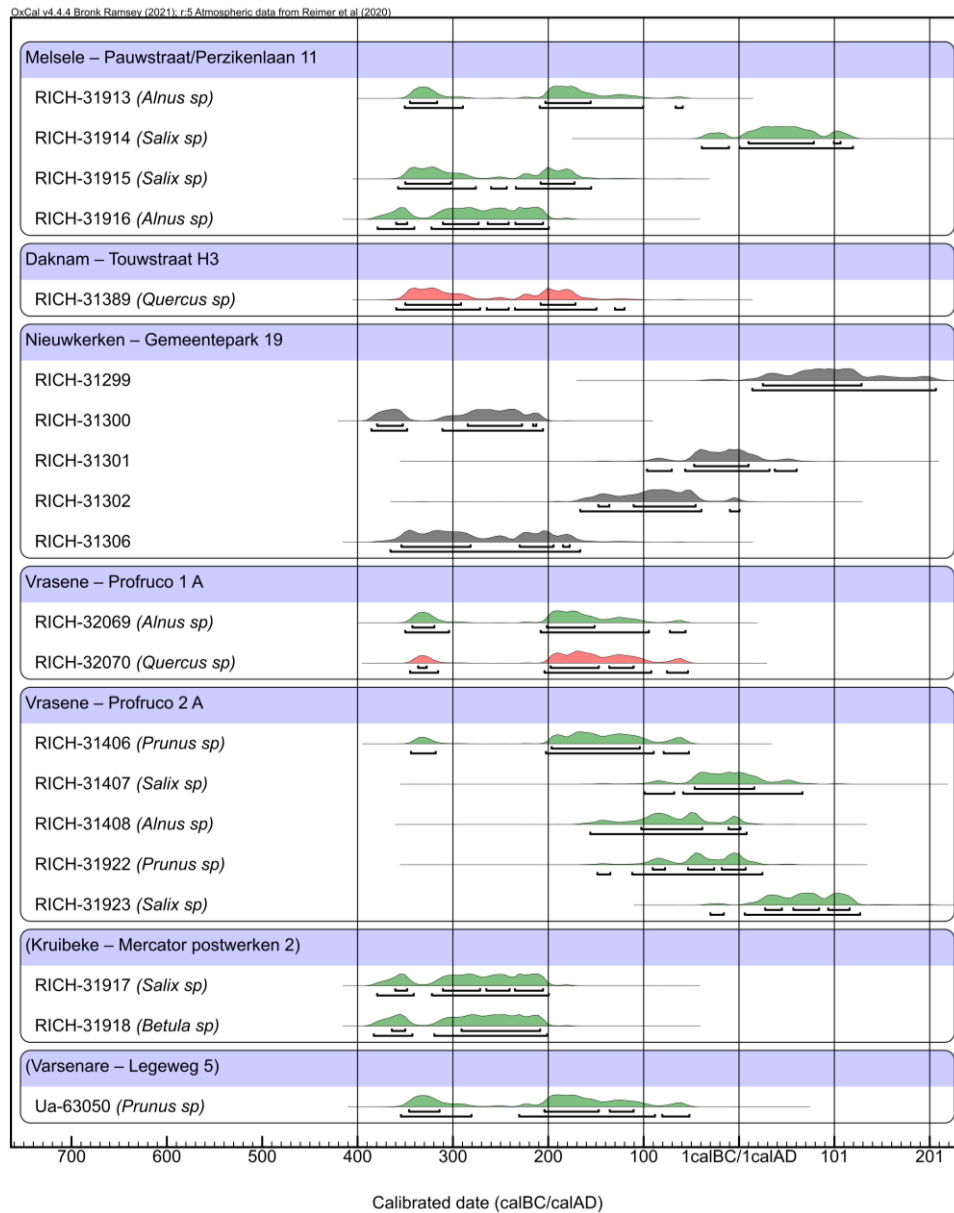 OxCal v4.4.4 Bronk Ramsey (2021); r:5 Atmospheric data from Reimer et al (2020)
Melsele – Pauwstraat/Perzikenlaan 11
RICH-31913 (Alnus sp)
RICH-31914 (Salix sp)
RICH-31915 (Salix sp)
RICH-31916 (Alnus sp)
Daknam – Touwstraat H3
RICH-31389 (Quercus sp)
Nieuwkerken – Gemeentepark 19
RICH-31299
RICH-31300
RICH-31301
RICH-31302
RICH-31306
Vrasene – Profruco 1 A
RICH-32069 (Alnus sp)
RICH-32070 (Quercus sp)
Vrasene – Profruco 2 A
RICH-31406 (Prunus sp)
RICH-31407 (Salix sp)
RICH-31408 (Alnus sp)
RICH-31922 (Prunus sp)
RICH-31923 (Salix sp)
(Kruibeke – Mercator postwerken 2)
RICH-31917 (Salix sp)
RICH-31918 (Betula sp)
(Varsenare – Legeweg 5)
Ua-63050 (Prunus sp)
700 600 500 400 300 200 100 1calBC/1calAD 101 201
Calibrated date (calBC/calAD)